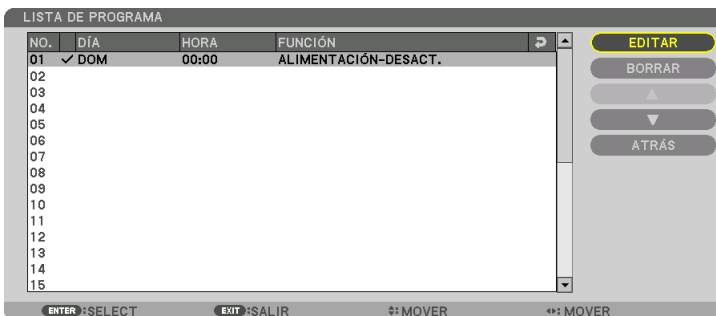 LISTA DE PROGRAMA
NO. DÍA HORA FUNCIÓN
01 ✓ DOM 00:00 ALIMENTACIÓN-DESACT.
02
03
04
05
06
07
08
09
10
11
12
13
14
15
EDITAR
BORRAR
▲
▼
ATRÁS
ENTER :SELECT EXIT :SALIR :MOVER :MOVER